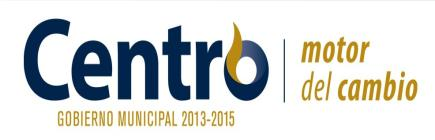 Centro
GOBIERNO MUNICIPAL 2013-2015
motor
del cambio